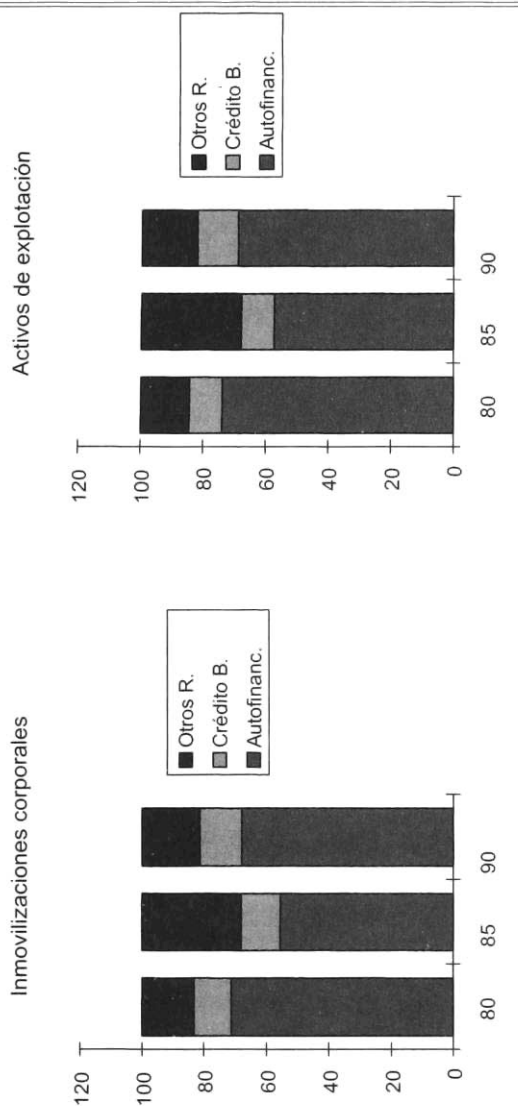 Inmovilizaciones corporales
120
100
80
60
40
20
0
80
85
90
Otros R.
Crédito B.
Autofinanc.
Activos de explotación
120
100
80
60
40
20
0
80
85
90
Otros R.
Crédito B.
Autofinanc.